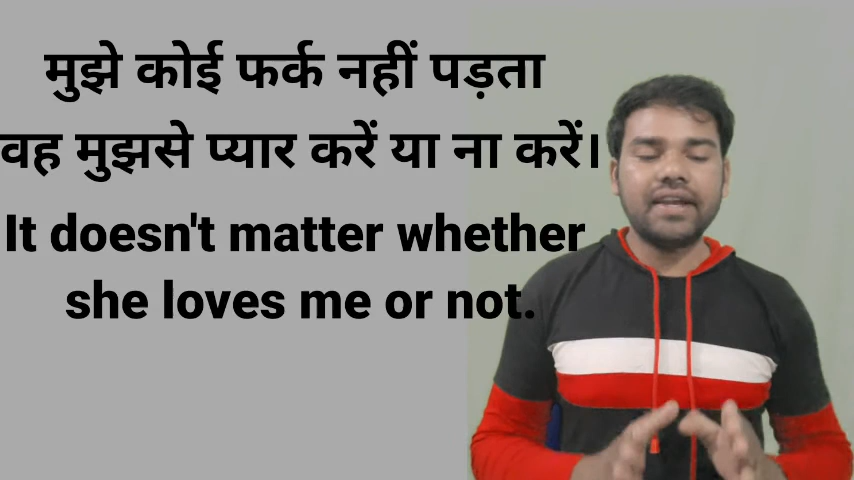 मुझे कोई फर्क नहीं पड़ता
वह मुझसे प्यार करें या ना करें।
It doesn't matter whether
she loves me or not.